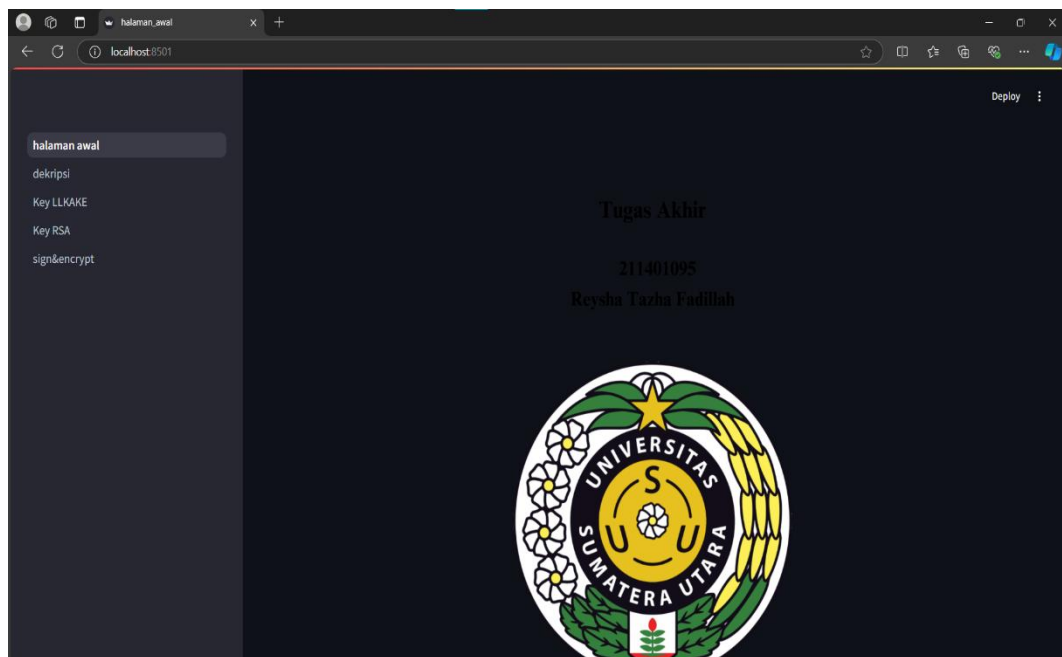 halaman_awal
localhost:8501
Deploy
halaman awal
dekripsi
Key LLKAKE
Key RSA
sign&encrypt
Tugas Akhir
211401095
Reysha Tazha Fadillah
UNIVERSITAS
SUMATERA UTARA
U S U